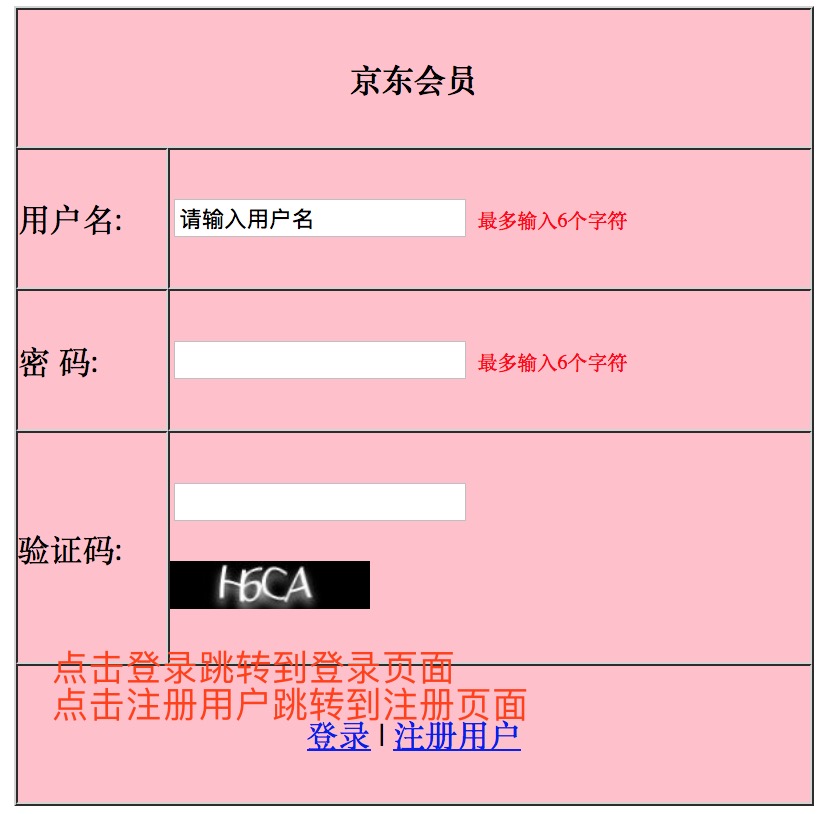 京东会员
用户名: 请输入用户名 最多输入6个字符
密 码: 最多输入6个字符
验证码:
H5CA
点击登录跳转到登录页面
点击注册用户跳转到注册页面
登录 | 注册用户